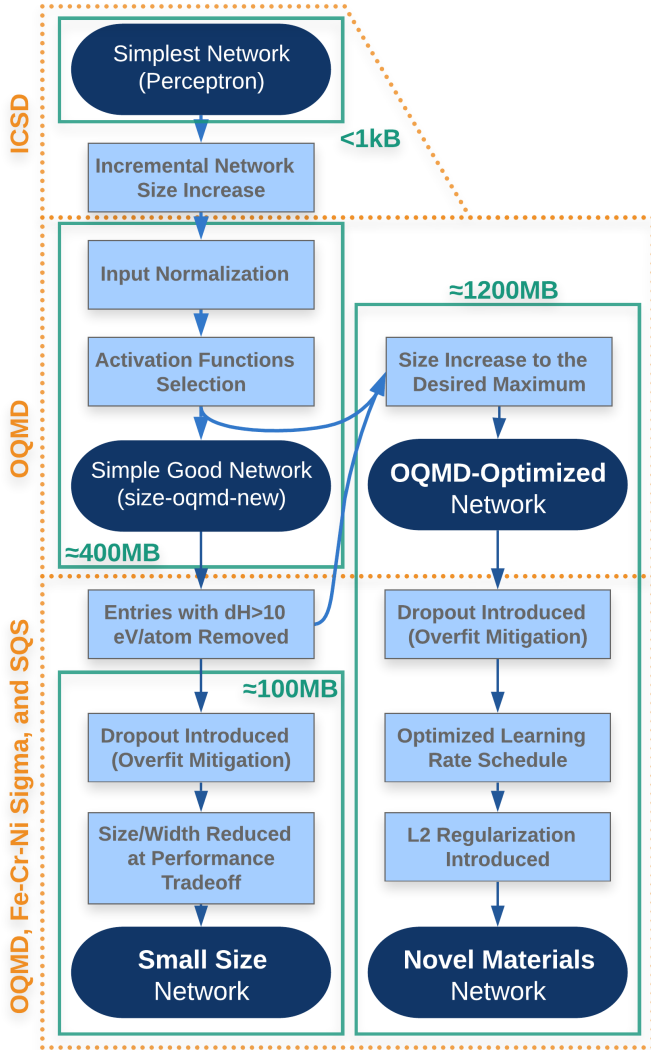 ICSD
Simplest Network
(Perceptron)
<1kB
Incremental Network
Size Increase
OQMD
Input Normalization
Activation Functions
Selection
Simple Good Network
(size-oqmd-new)
≈400MB
≈1200MB
Size Increase to the
Desired Maximum
OQMD-Optimized
Network
OQMD, Fe-Cr-Ni Sigma, and SQS
Entries with dH>10
eV/atom Removed
≈100MB
Dropout Introduced
(Overfit Mitigation)
Size/Width Reduced
at Performance
Tradeoff
Small Size
Network
Dropout Introduced
(Overfit Mitigation)
Optimized Learning
Rate Schedule
L2 Regularization
Introduced
Novel Materials
Network